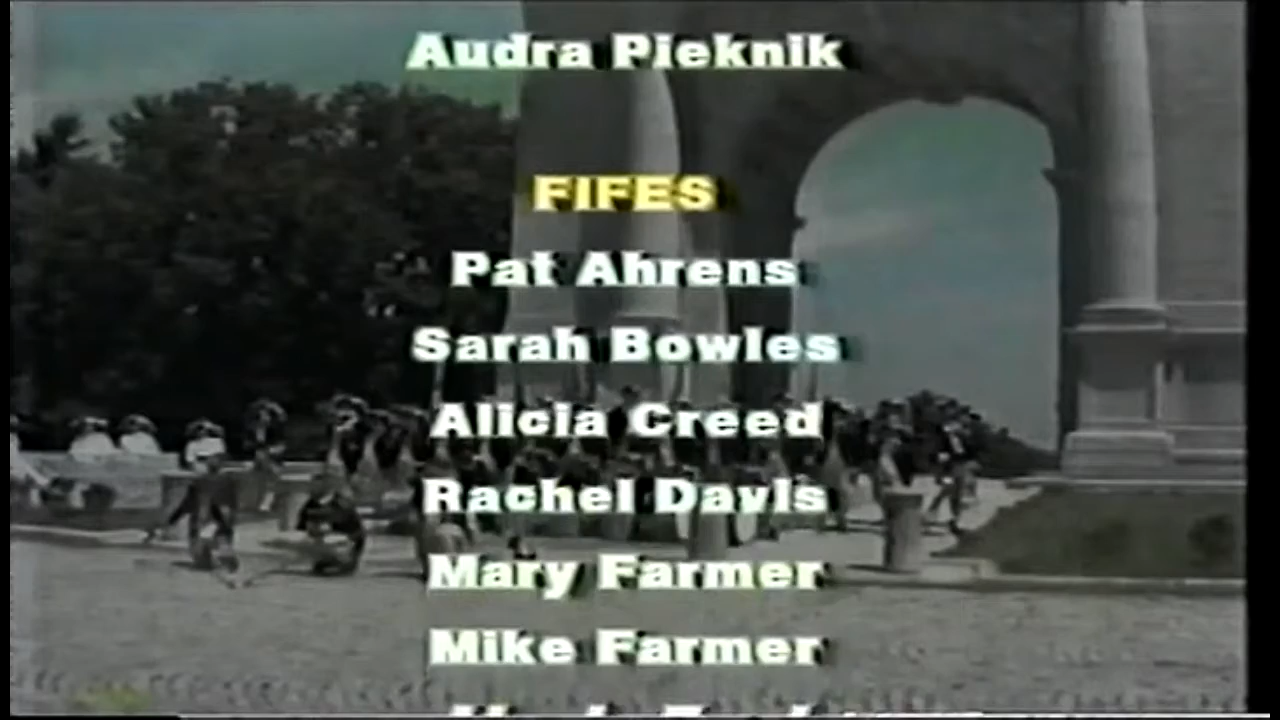 Audra Pieknik
FIFES
Pat Ahrens
Sarah Bowles
Alicia Creed
Rachel Davis
Mary Farmer
Mike Farmer